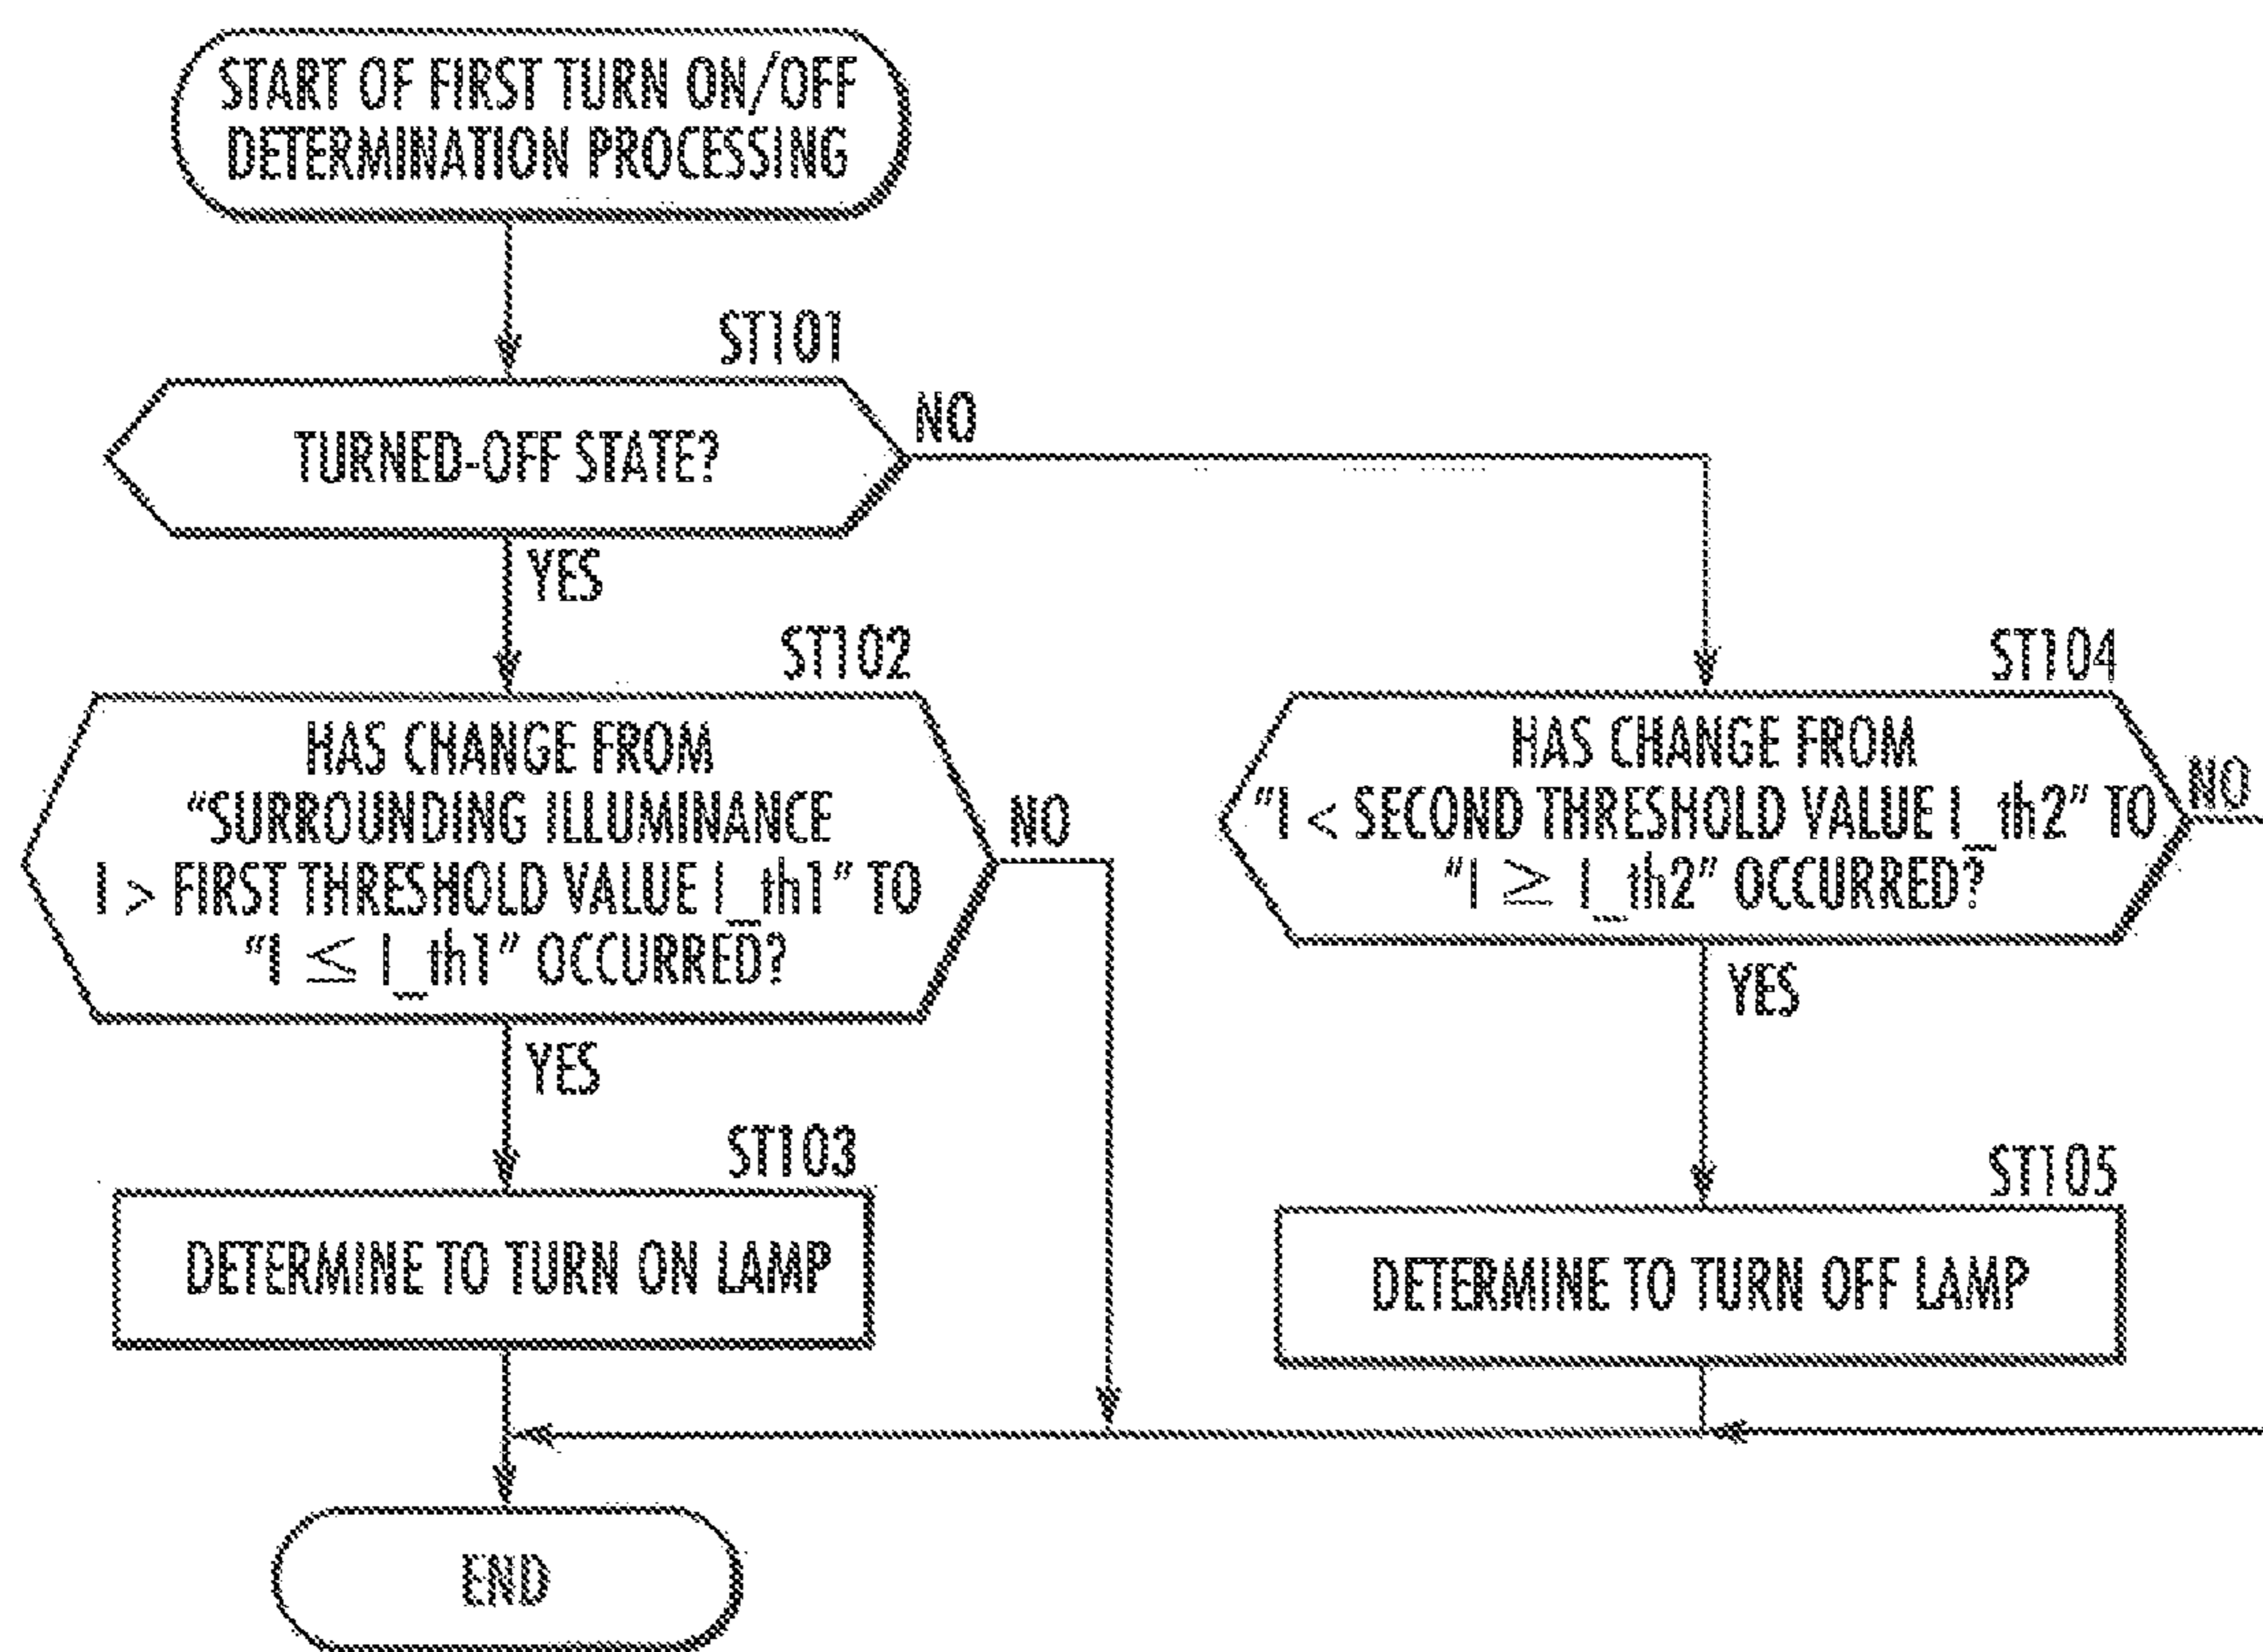 START OF FIRST TURN ON/OFF
DETERMINATION PROCESSING
ST101
TURNED-OFF STATE?
NO
YES
ST102
HAS CHANGE FROM
“SURROUNDING ILLUMINANCE
I > FIRST THRESHOLD VALUE I_th1” TO
“I ≦ I_th1” OCCURRED?
NO
YES
ST103
DETERMINE TO TURN ON LAMP
ST104
HAS CHANGE FROM
“I < SECOND THRESHOLD VALUE I_th2” TO
“I ≧ I_th2” OCCURRED?
NO
YES
ST105
DETERMINE TO TURN OFF LAMP
END